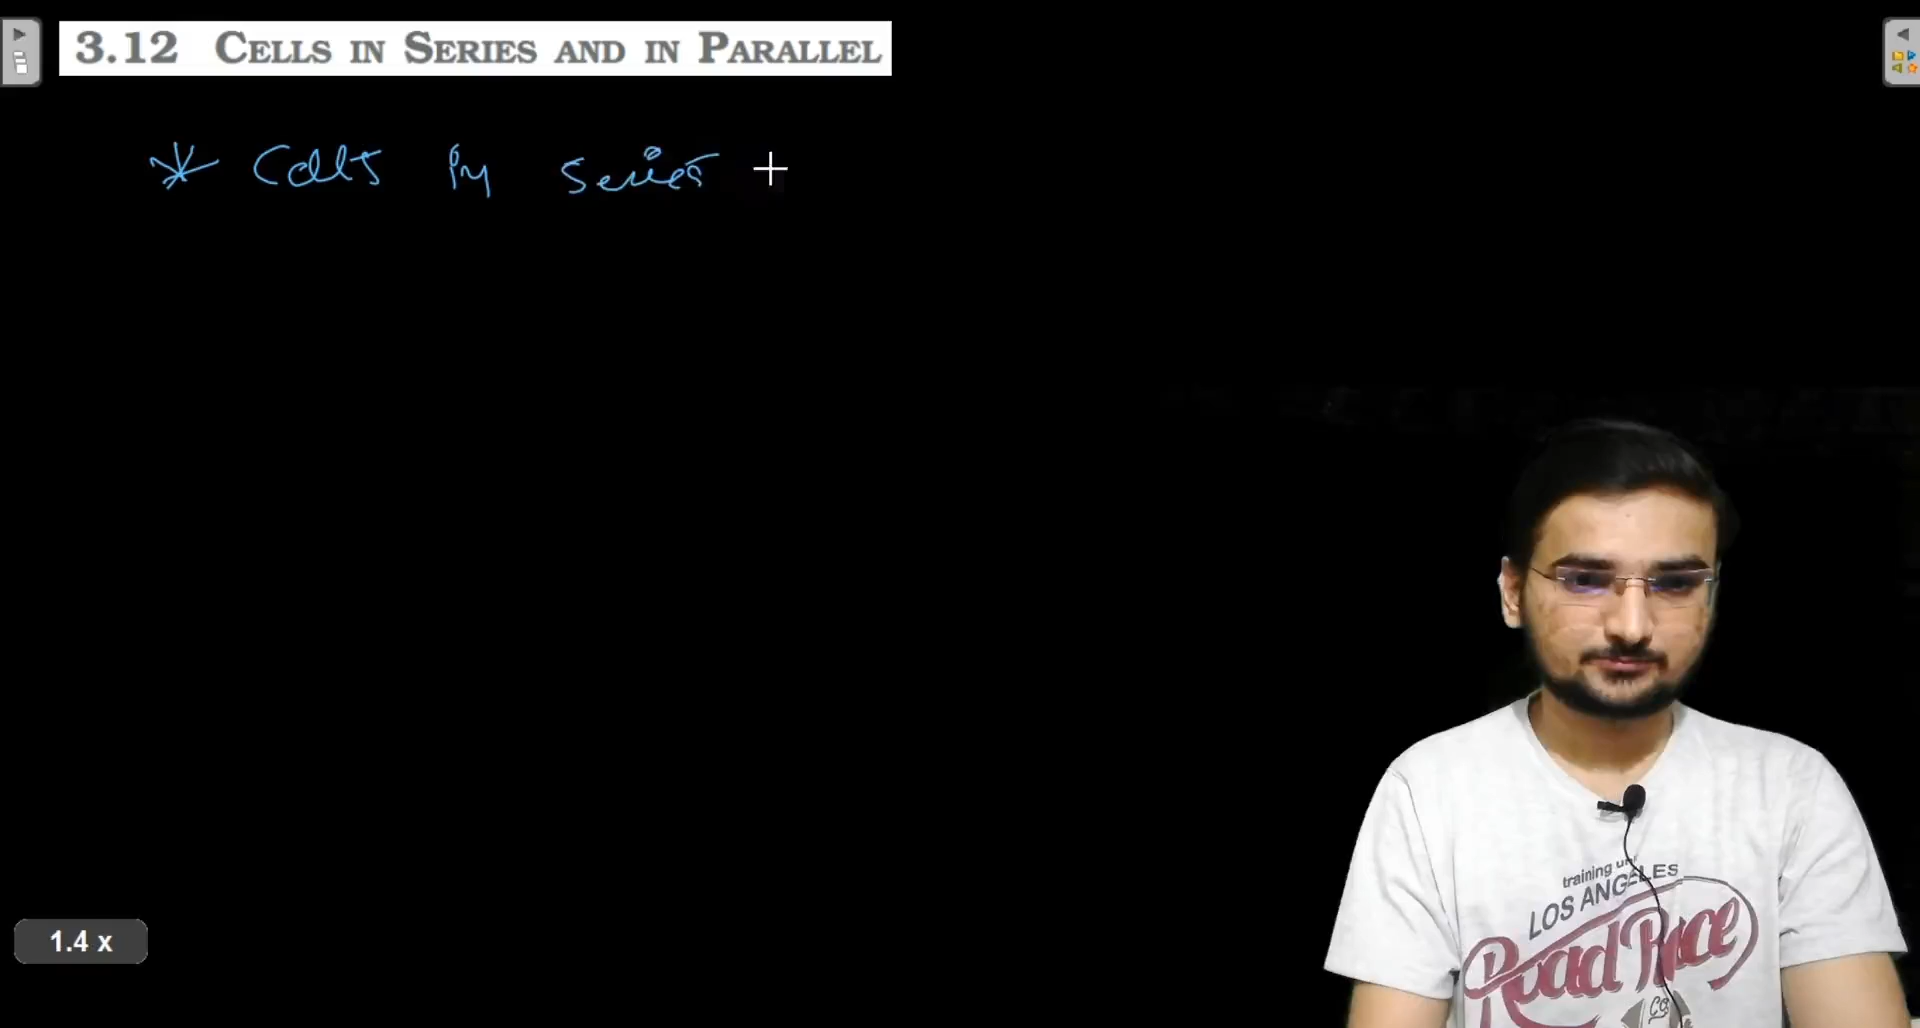 3.12 CELLS IN SERIES AND IN PARALLEL
* Cells in series
1.4 x
training
LOS ANGELES
Road Race